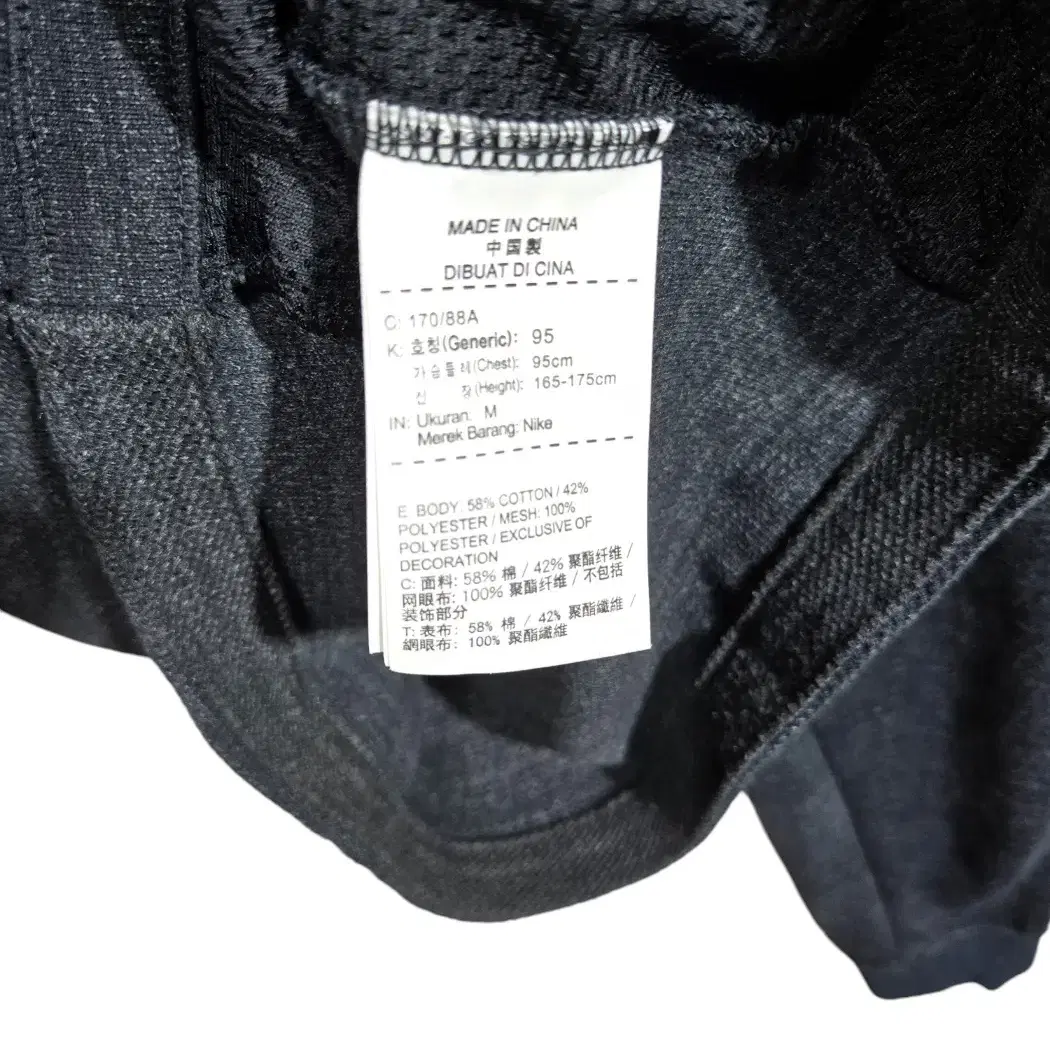 MADE IN CHINA
中国製
DIBUAT DI CINA
C: 170/88A
K: 호칭(Generic): 95
가슴둘레(Chest): 95cm
신 장(Height): 165-175cm
IN: Ukuran: M
Merek Barang: Nike
E: BODY: 58% COTTON / 42%
POLYESTER / MESH: 100%
POLYESTER / EXCLUSIVE OF
DECORATION
C: 面料: 58% 棉 / 42% 聚酯纤维 /
网眼布: 100% 聚酯纤维 / 不包括
装饰部分
T: 表布: 58% 棉 / 42% 聚酯纖維 /
網眼布: 100% 聚酯纖維